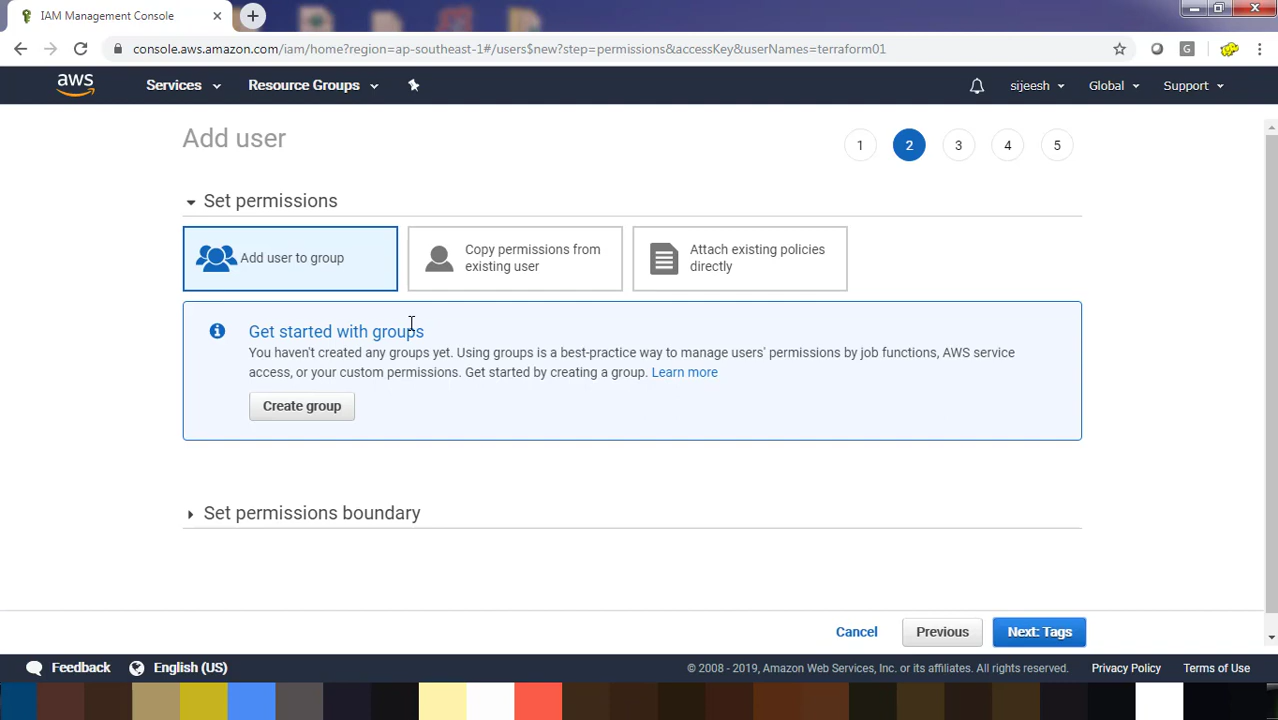 IAM Management Console
console.aws.amazon.com/iam/home?region=ap-southeast-1#/users$new?step=permissions&accessKey&userNames=terraform01
G
aws
Services
Resource Groups
sijeesh
Global
Support
Add user
1
2
3
4
5
Set permissions
Add user to group
Copy permissions from
existing user
Attach existing policies
directly
Get started with groups
You haven't created any groups yet. Using groups is a best-practice way to manage users' permissions by job functions, AWS service
access, or your custom permissions. Get started by creating a group. Learn more
Create group
Set permissions boundary
Cancel
Previous
Next: Tags
Feedback
English (US)
© 2008 - 2019, Amazon Web Services, Inc. or its affiliates. All rights reserved.
Privacy Policy
Terms of Use